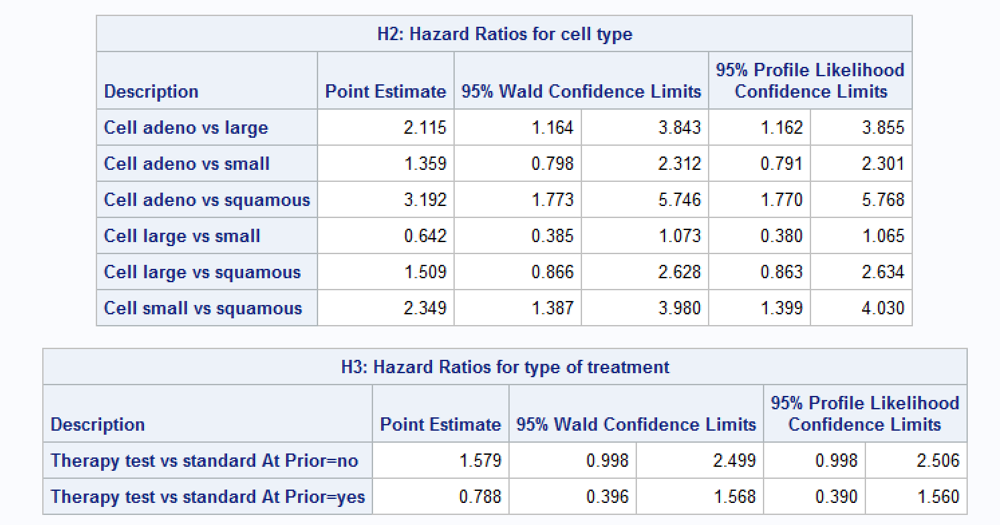 H2: Hazard Ratios for cell type
Description Point Estimate 95% Wald Confidence Limits 95% Profile Likelihood Confidence Limits
Cell adeno vs large 2.115 1.164 3.843 1.162 3.855
Cell adeno vs small 1.359 0.798 2.312 0.791 2.301
Cell adeno vs squamous 3.192 1.773 5.746 1.770 5.768
Cell large vs small 0.642 0.385 1.073 0.380 1.065
Cell large vs squamous 1.509 0.866 2.628 0.863 2.634
Cell small vs squamous 2.349 1.387 3.980 1.399 4.030
H3: Hazard Ratios for type of treatment
Description Point Estimate 95% Wald Confidence Limits 95% Profile Likelihood Confidence Limits
Therapy test vs standard At Prior=no 1.579 0.998 2.499 0.998 2.506
Therapy test vs standard At Prior=yes 0.788 0.396 1.568 0.390 1.560